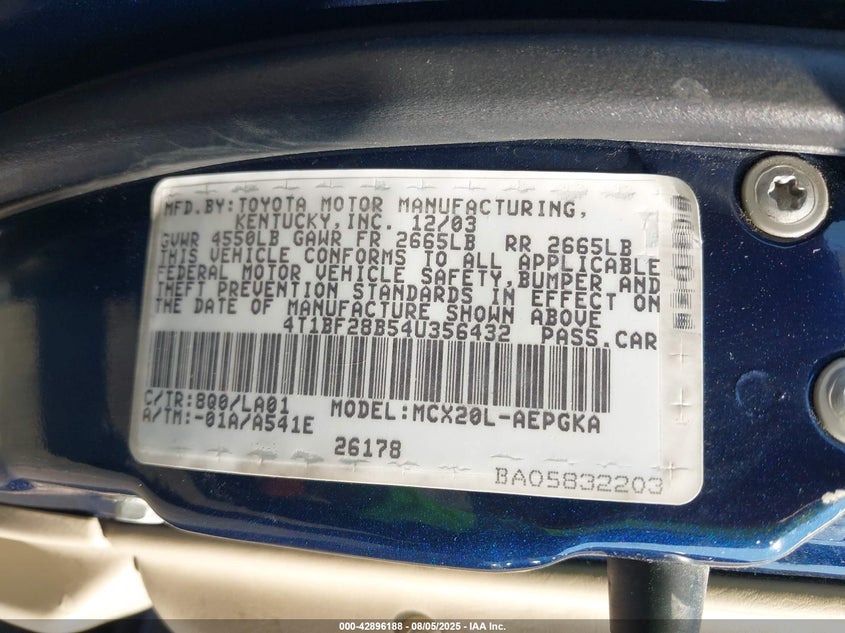 MFD.BY:TOYOTA MOTOR MANUFACTURING,
KENTUCKY,INC. 12/03
GVWR 4550LB GAWR FR 2665LB RR 2665LB
THIS VEHICLE CONFORMS TO ALL APPLICABLE
FEDERAL MOTOR VEHICLE SAFETY,BUMPER AND
THEFT PREVENTION STANDARDS IN EFFECT ON
THE DATE OF MANUFACTURE SHOWN ABOVE
4T1BF28B54U356432 PASS.CAR
C/TR:8Q0/LA01 MODEL:MCX20L-AEPGKA
A/TM:-01A/A541E
26178
BA05832203
000-42896188 - 08/05/2025 - IAA Inc.